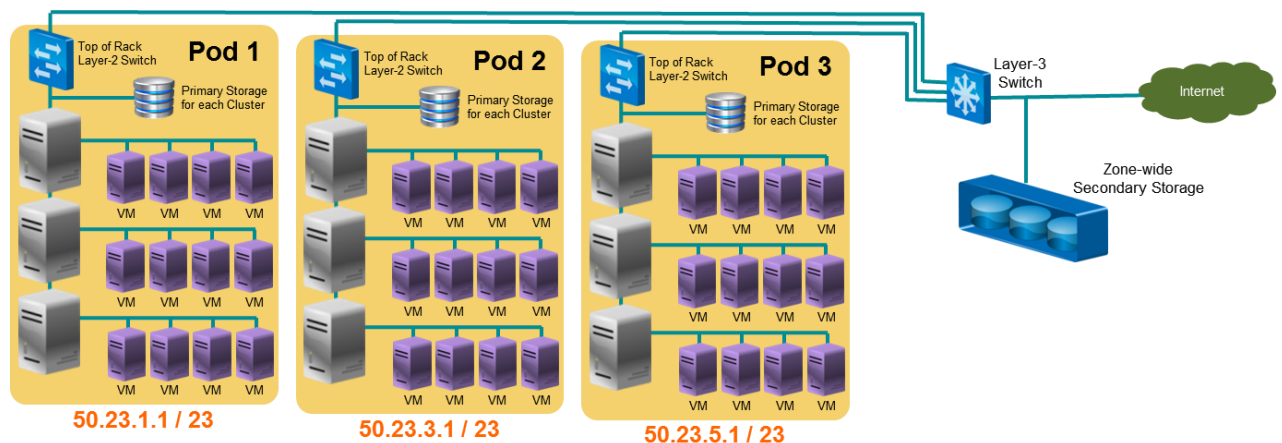 Pod 1
Top of Rack
Layer-2 Switch
Primary Storage
for each Cluster
VM VM VM VM
VM VM VM VM
VM VM VM VM
50.23.1.1 / 23
Pod 2
Top of Rack
Layer-2 Switch
Primary Storage
for each Cluster
VM VM VM VM
VM VM VM VM
VM VM VM VM
50.23.3.1 / 23
Pod 3
Top of Rack
Layer-2 Switch
Primary Storage
for each Cluster
VM VM VM VM
VM VM VM VM
VM VM VM VM
50.23.5.1 / 23
Layer-3
Switch
Internet
Zone-wide
Secondary Storage